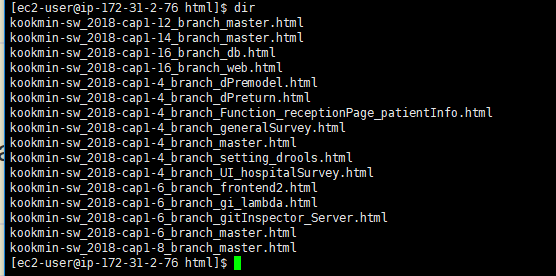 [ec2-user@ip-172-31-2-76 html]$ dir
kookmin-sw_2018-cap1-12_branch_master.html
kookmin-sw_2018-cap1-14_branch_master.html
kookmin-sw_2018-cap1-16_branch_db.html
kookmin-sw_2018-cap1-16_branch_web.html
kookmin-sw_2018-cap1-4_branch_dPremodel.html
kookmin-sw_2018-cap1-4_branch_dPreturn.html
kookmin-sw_2018-cap1-4_branch_Function_receptionPage_patientInfo.html
kookmin-sw_2018-cap1-4_branch_generalSurvey.html
kookmin-sw_2018-cap1-4_branch_master.html
kookmin-sw_2018-cap1-4_branch_setting_drools.html
kookmin-sw_2018-cap1-4_branch_UI_hospitalSurvey.html
kookmin-sw_2018-cap1-6_branch_frontend2.html
kookmin-sw_2018-cap1-6_branch_gi_lambda.html
kookmin-sw_2018-cap1-6_branch_gitInspector_Server.html
kookmin-sw_2018-cap1-6_branch_master.html
kookmin-sw_2018-cap1-8_branch_master.html
[ec2-user@ip-172-31-2-76 html]$